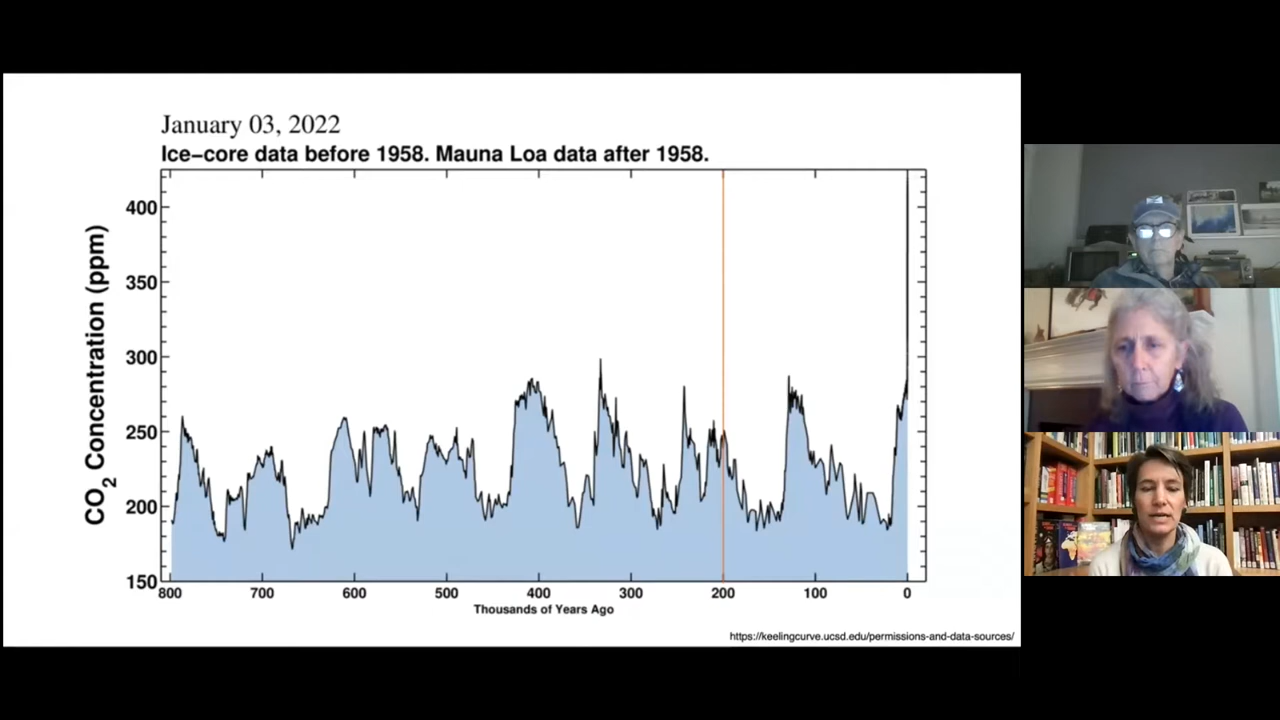 January 03, 2022
Ice–core data before 1958. Mauna Loa data after 1958.
CO2 Concentration (ppm)
400
350
300
250
200
150
800 700 600 500 400 300 200 100 0
Thousands of Years Ago
https://keelingcurve.ucsd.edu/permissions-and-data-sources/